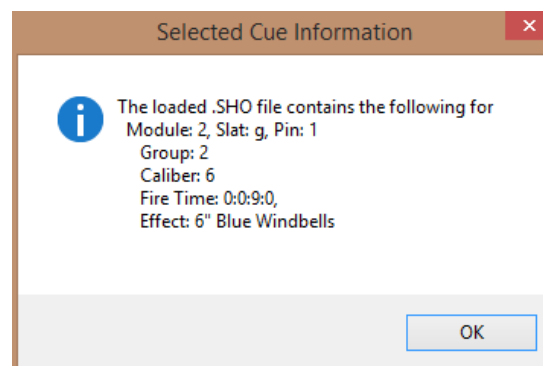 Selected Cue Information
The loaded .SHO file contains the following for
Module: 2, Slat: g, Pin: 1
Group: 2
Caliber: 6
Fire Time: 0:0:9:0,
Effect: 6" Blue Windbells
OK